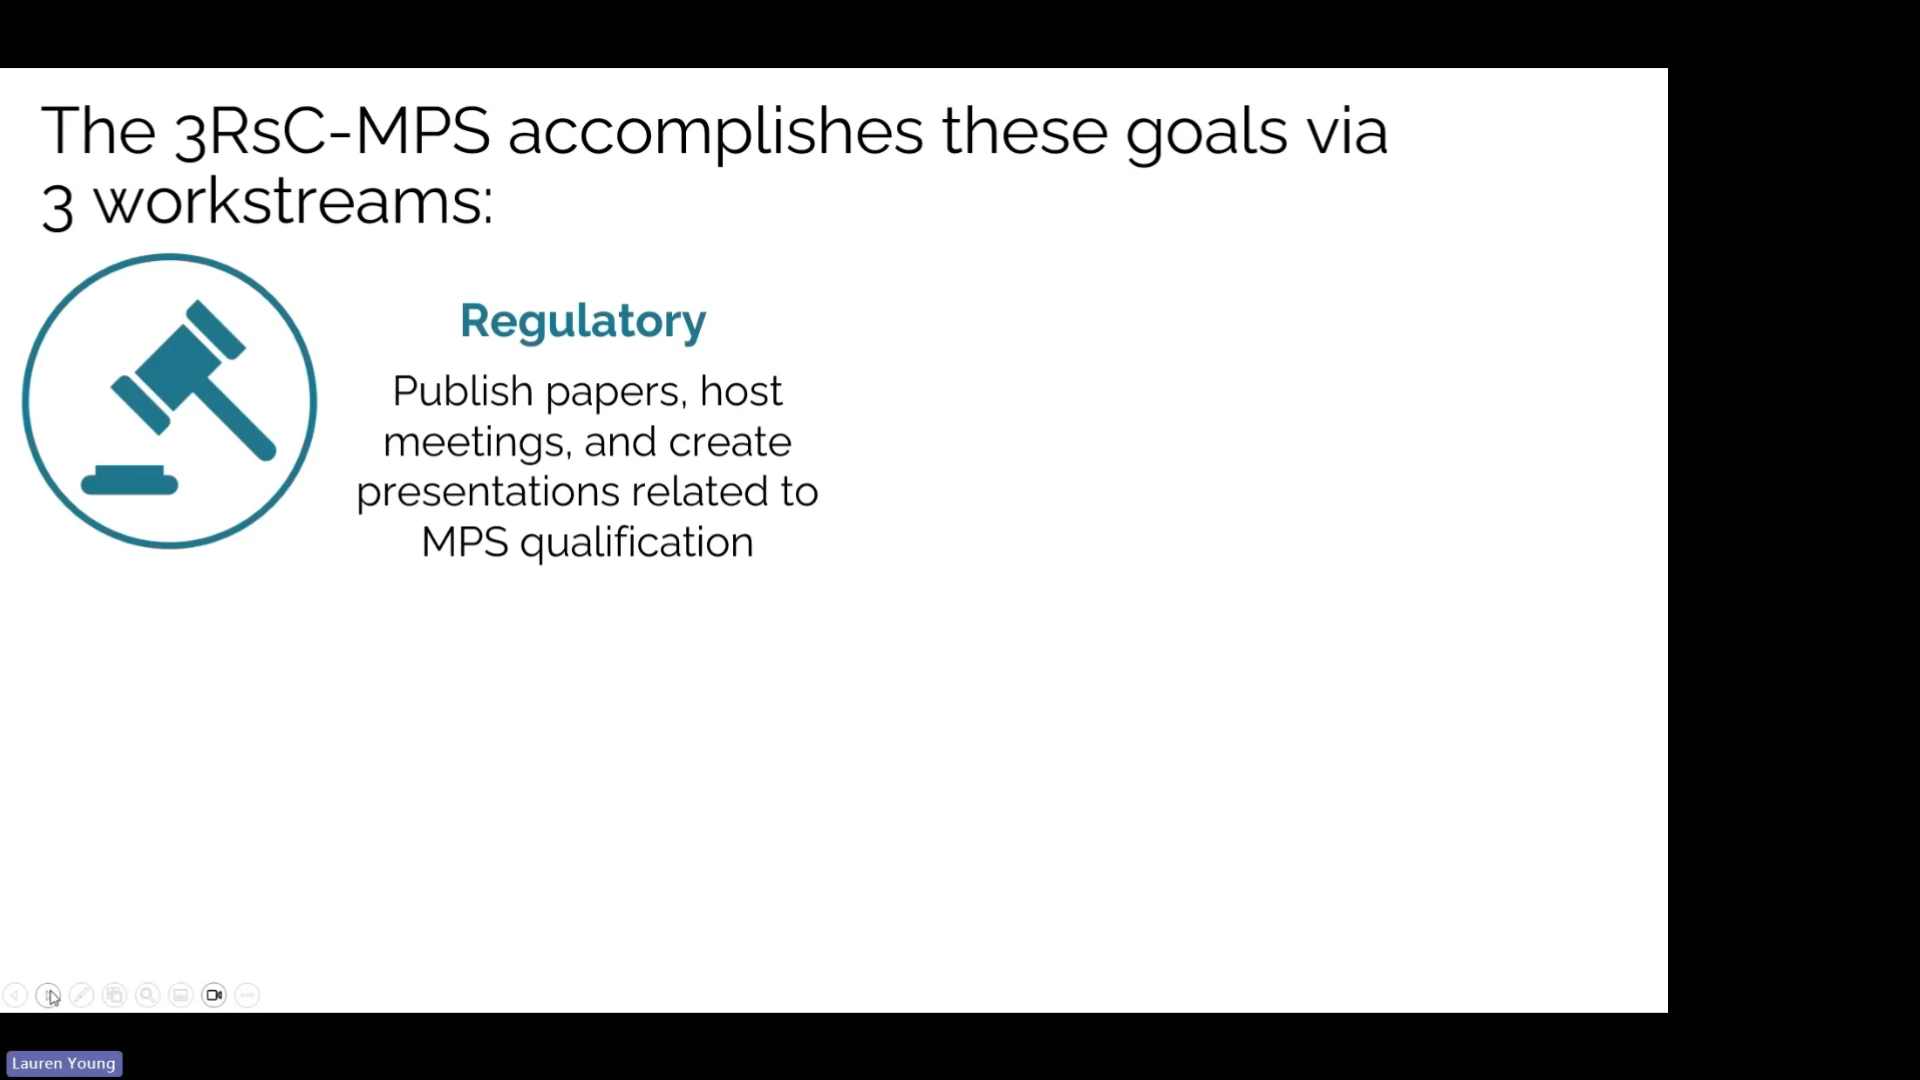 The 3RsC-MPS accomplishes these goals via
3 workstreams:
Regulatory
Publish papers, host
meetings, and create
presentations related to
MPS qualification
Lauren Young